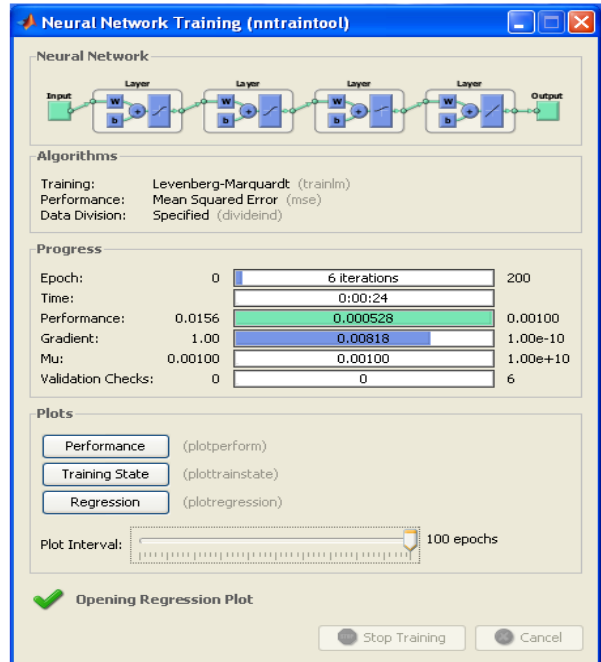 Neural Network Training (nntraintool)
Neural Network
Layer Layer Layer Layer
Input Output
W W W W
b b b b
Algorithms
Training: Levenberg-Marquardt (trainlm)
Performance: Mean Squared Error (mse)
Data Division: Specified (divideind)
Progress
Epoch: 0 6 iterations 200
Time: 0:00:24
Performance: 0.0156 0.000528 0.00100
Gradient: 1.00 0.00818 1.00e-10
Mu: 0.00100 0.00100 1.00e+10
Validation Checks: 0 0 6
Plots
Performance (plotperform)
Training State (plottrainstate)
Regression (plotregression)
Plot Interval: 100 epochs
Opening Regression Plot
Stop Training Cancel